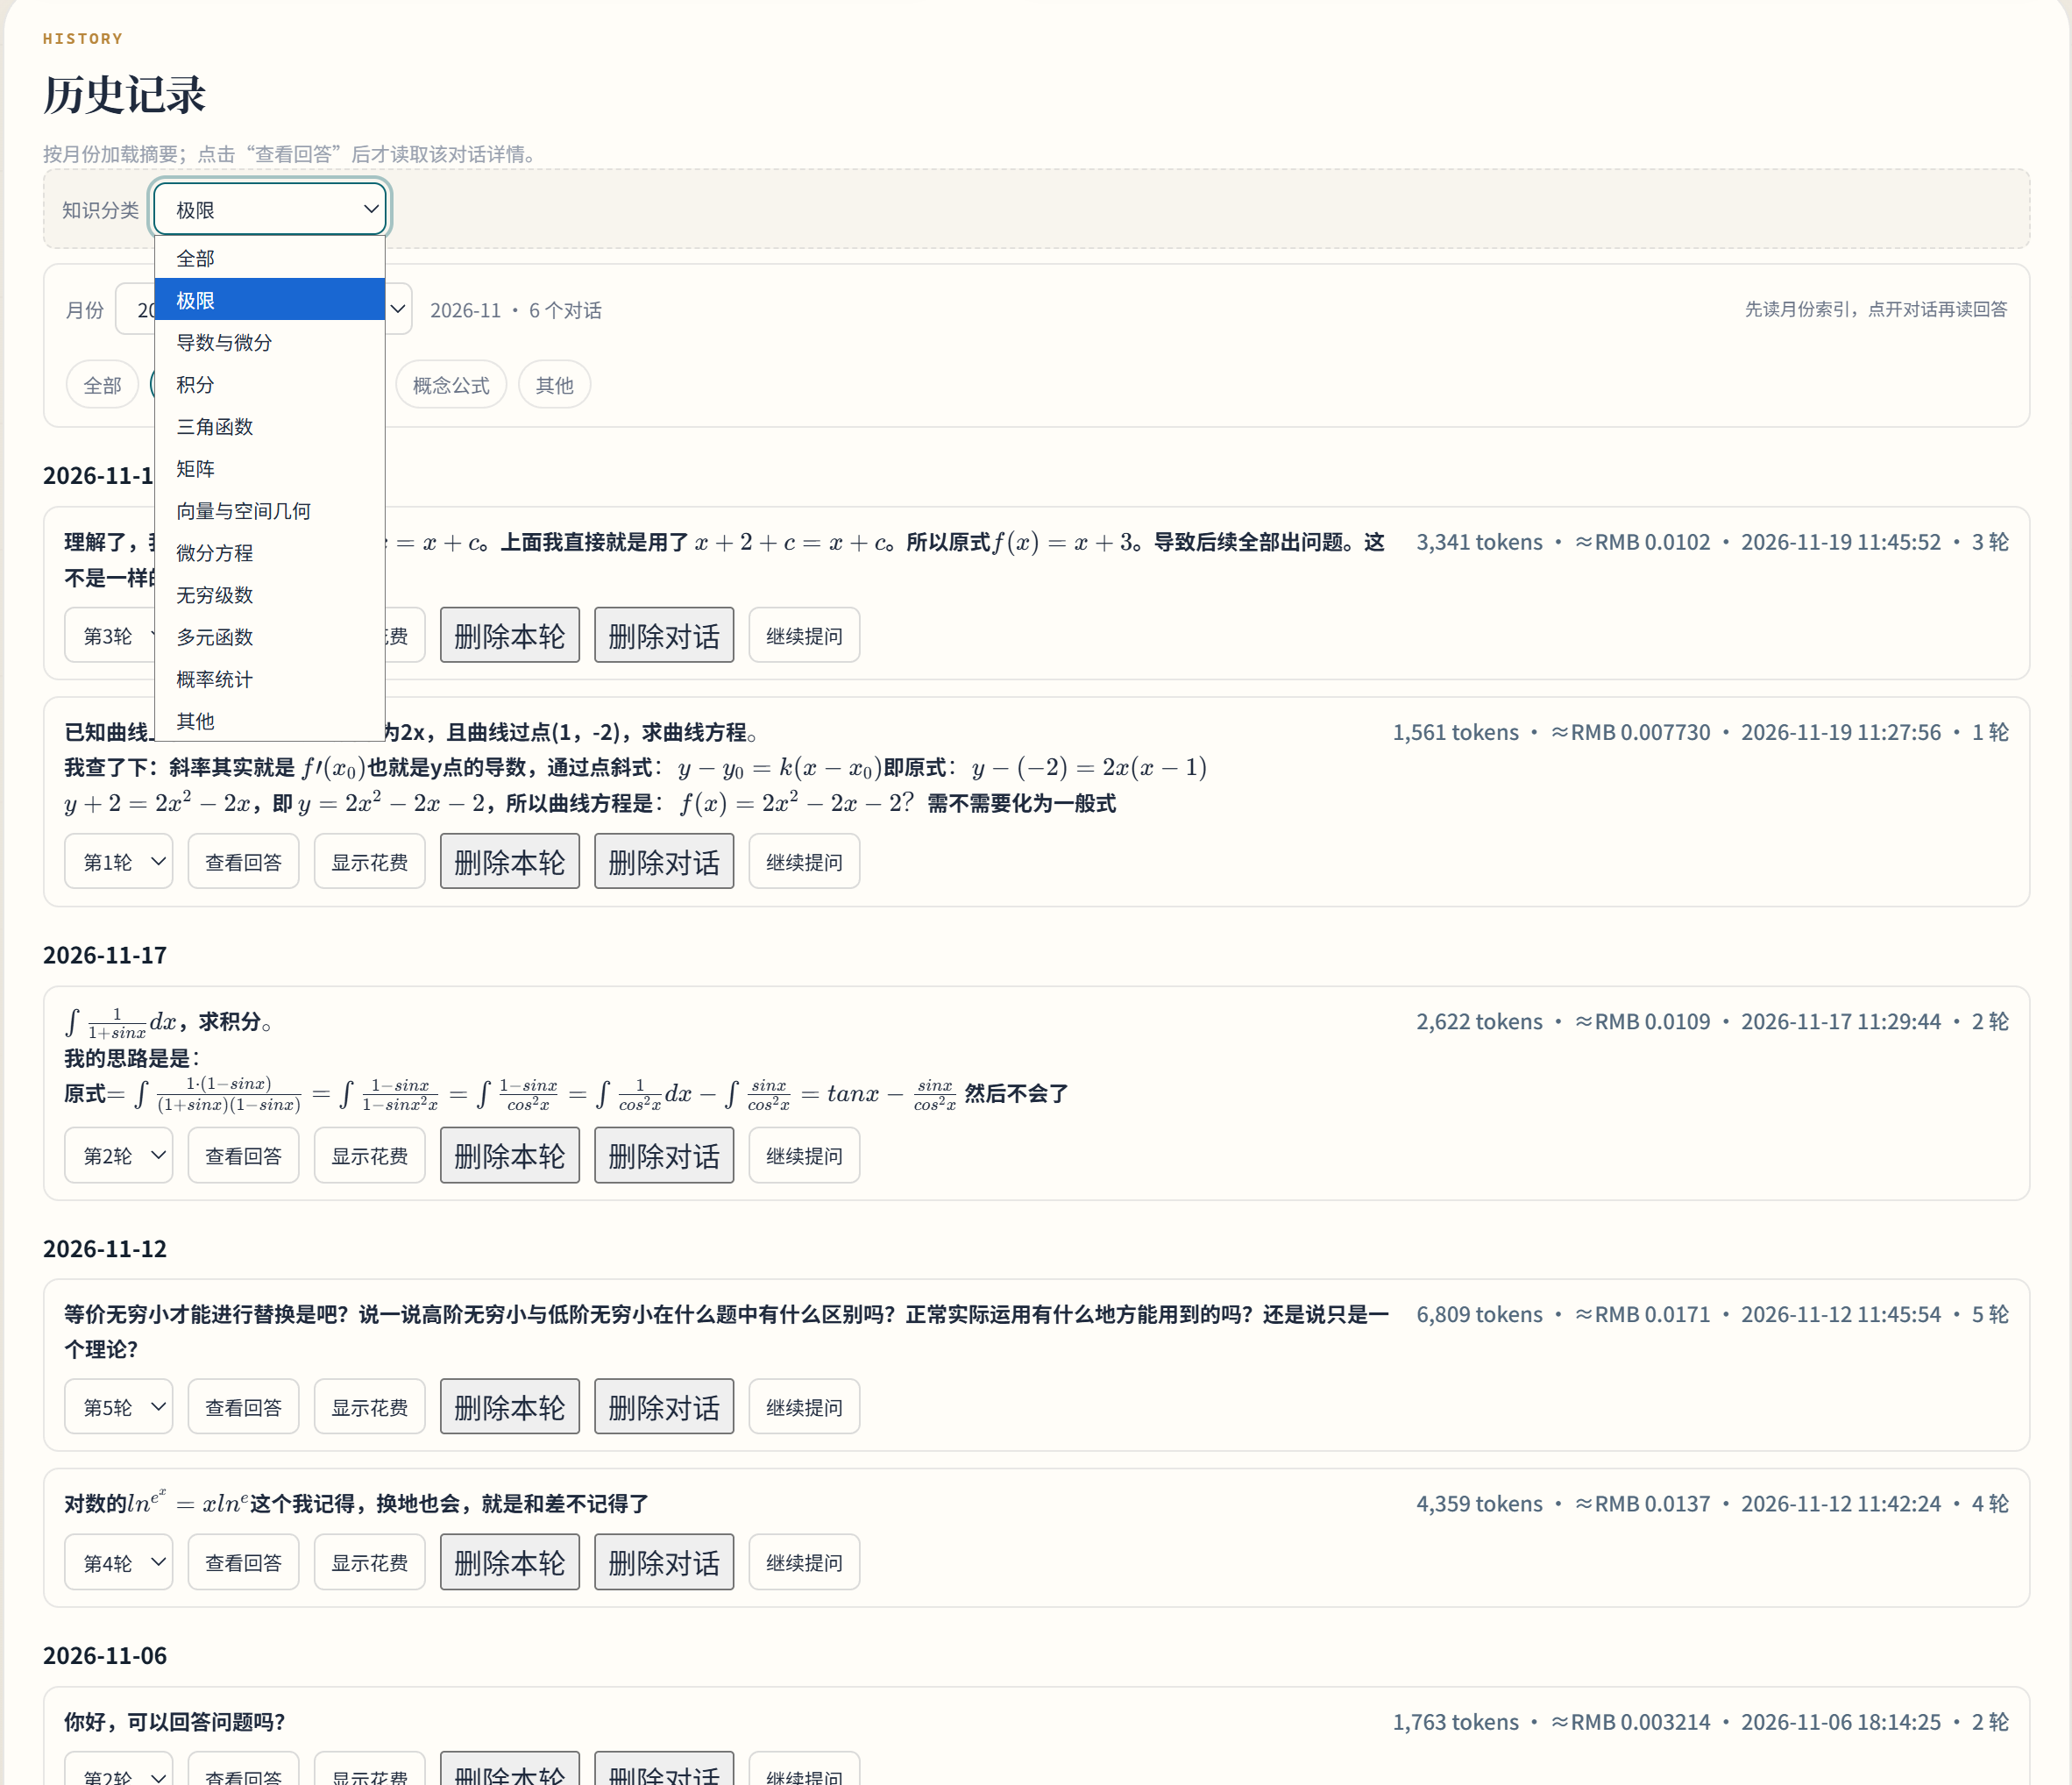 HISTORY
历史记录
按月份加载摘要；点击“查看回答”后才读取该对话详情。
知识分类 极限
全部
极限
导数与微分
积分
三角函数
矩阵
向量与空间几何
微分方程
无穷级数
多元函数
概率统计
其他
月份 20 2026-11 · 6 个对话 先读月份索引，点开对话再读回答
全部 概念公式 其他
2026-11-1
理解了， = x + c。上面我直接就是用了 x + 2 + c = x + c。所以原式f(x) = x + 3。导致后续全部出问题。这 3,341 tokens · ≈RMB 0.0102 · 2026-11-19 11:45:52 · 3 轮
不是一样的
第3轮 费 删除本轮 删除对话 继续提问
已知曲线上 为2x，且曲线过点(1，-2)，求曲线方程。 1,561 tokens · ≈RMB 0.007730 · 2026-11-19 11:27:56 · 1 轮
我查了下：斜率其实就是 f′(x₀)也就是y点的导数，通过点斜式： y − y₀ = k(x − x₀)即原式： y − (−2) = 2x(x − 1)
y + 2 = 2x² − 2x，即 y = 2x² − 2x − 2，所以曲线方程是： f(x) = 2x² − 2x − 2？需不需要化为一般式
第1轮 查看回答 显示花费 删除本轮 删除对话 继续提问
2026-11-17
∫ 1/(1+sinx) dx，求积分。 2,622 tokens · ≈RMB 0.0109 · 2026-11-17 11:29:44 · 2 轮
我的思路是是：
原式= ∫ 1·(1−sinx)/((1+sinx)(1−sinx)) = ∫ (1−sinx)/(1−sinx²x) = ∫ (1−sinx)/(cos²x) = ∫ 1/(cos²x) dx − ∫ sinx/(cos²x) = tanx − sinx/(cos²x) 然后不会了
第2轮 查看回答 显示花费 删除本轮 删除对话 继续提问
2026-11-12
等价无穷小才能进行替换是吧？说一说高阶无穷小与低阶无穷小在什么题中有什么区别吗？正常实际运用有什么地方能用到的吗？还是说只是一 6,809 tokens · ≈RMB 0.0171 · 2026-11-12 11:45:54 · 5 轮
个理论？
第5轮 查看回答 显示花费 删除本轮 删除对话 继续提问
对数的ln^{e^x} = xln^e这个我记得，换地也会，就是和差不记得了 4,359 tokens · ≈RMB 0.0137 · 2026-11-12 11:42:24 · 4 轮
第4轮 查看回答 显示花费 删除本轮 删除对话 继续提问
2026-11-06
你好，可以回答问题吗？ 1,763 tokens · ≈RMB 0.003214 · 2026-11-06 18:14:25 · 2 轮
第2轮 查看回答 显示花费 删除本轮 删除对话 继续提问